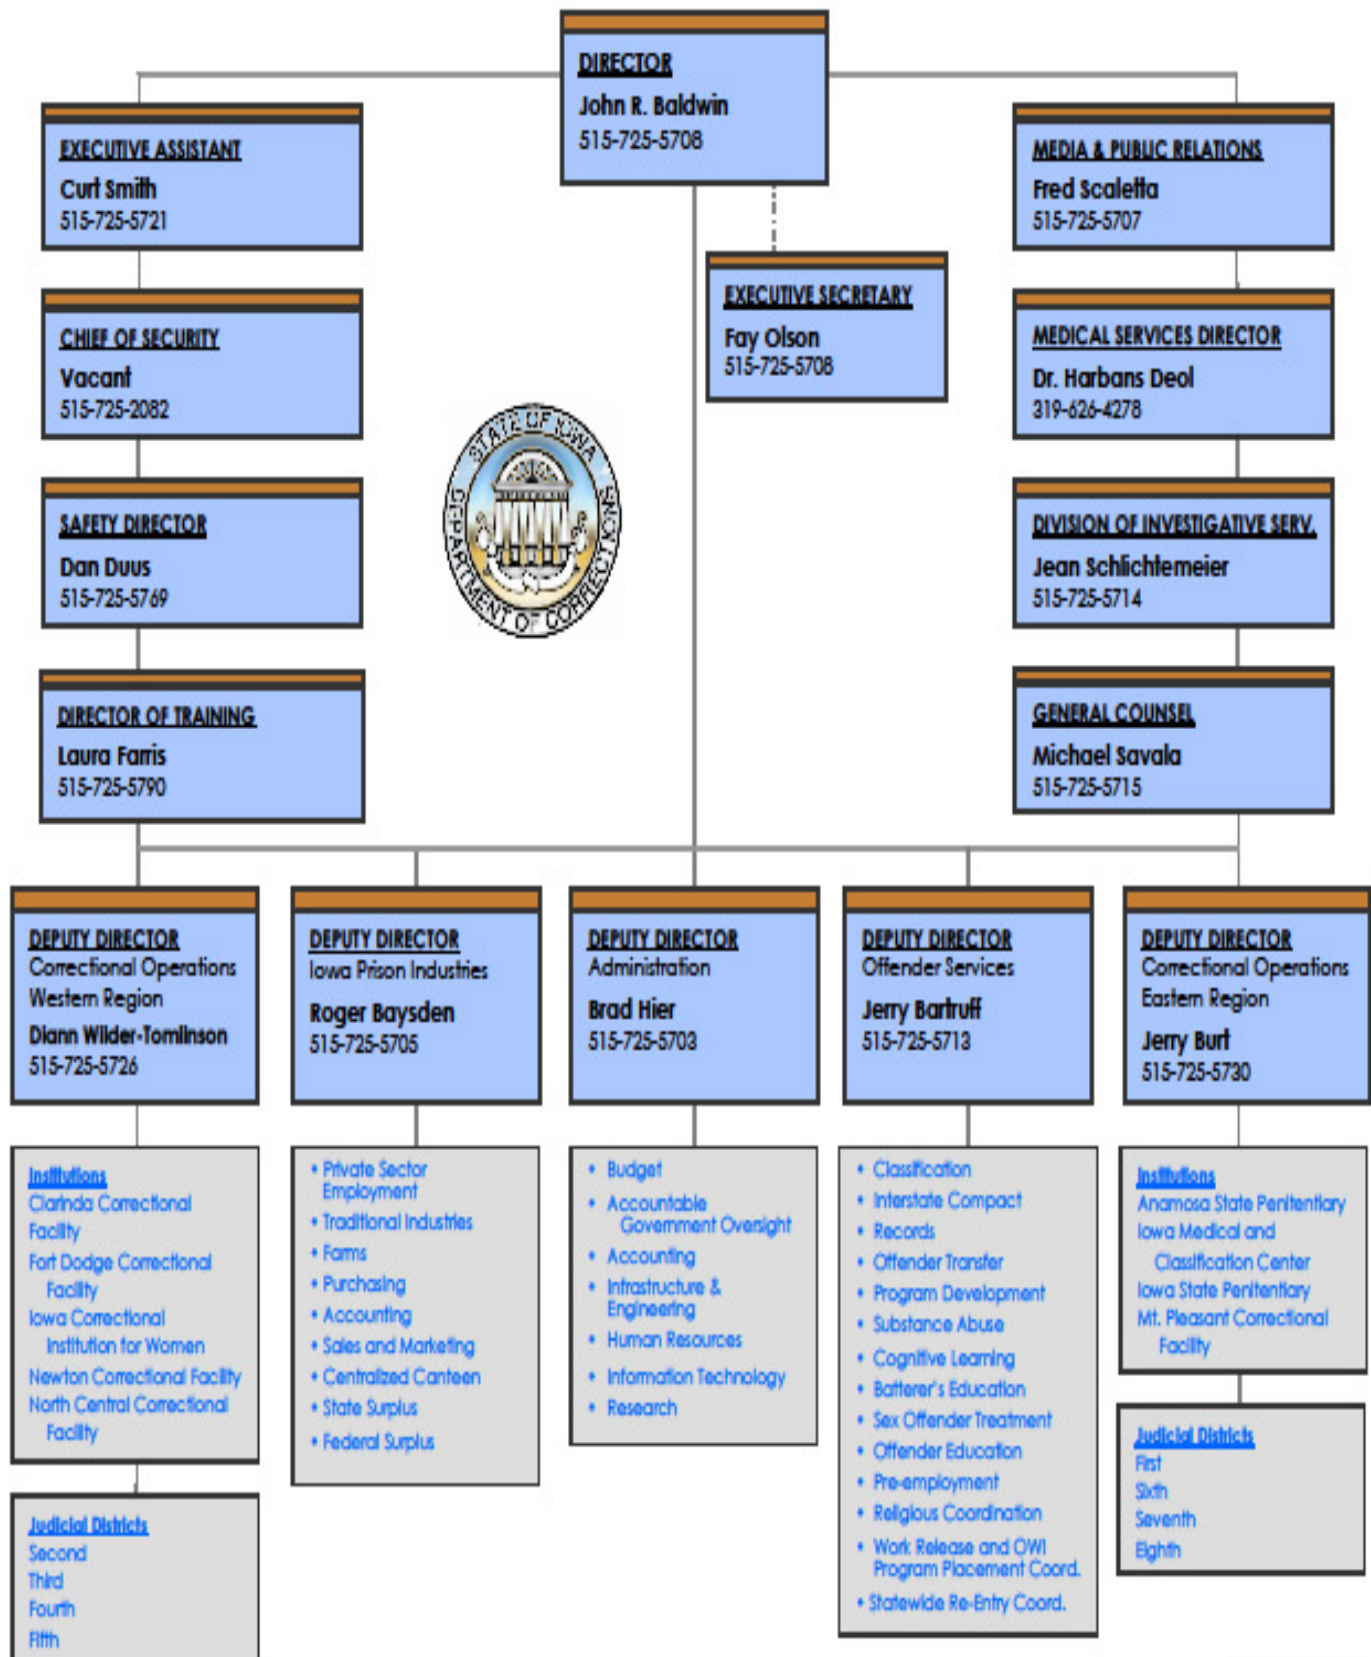 DIRECTOR
John R. Baldwin
515-725-5708
EXECUTIVE ASSISTANT
Curt Smith
515-725-5721
CHIEF OF SECURITY
Vacant
515-725-2082
SAFETY DIRECTOR
Dan Duus
515-725-5769
DIRECTOR OF TRAINING
Laura Farris
515-725-5790
EXECUTIVE SECRETARY
Fay Olson
515-725-5708
STATE OF IOWA
DEPARTMENT OF CORRECTIONS
MEDIA & PUBLIC RELATIONS
Fred Scaletta
515-725-5707
MEDICAL SERVICES DIRECTOR
Dr. Harbans Deol
319-626-4278
DIVISION OF INVESTIGATIVE SERV.
Jean Schlichtemeier
515-725-5714
GENERAL COUNSEL
Michael Savala
515-725-5715
DEPUTY DIRECTOR
Correctional Operations
Western Region
Diann Wilder-Tomlinson
515-725-5726
Institutions
Clarinda Correctional
Facility
Fort Dodge Correctional
Facility
Iowa Correctional
Institution for Women
Newton Correctional Facility
North Central Correctional
Facility
Judicial Districts
Second
Third
Fourth
Fifth
DEPUTY DIRECTOR
Iowa Prison Industries
Roger Baysden
515-725-5705
• Private Sector
Employment
• Traditional Industries
• Farms
• Purchasing
• Accounting
• Sales and Marketing
• Centralized Canteen
• State Surplus
• Federal Surplus
DEPUTY DIRECTOR
Administration
Brad Hier
515-725-5703
• Budget
• Accountable
Government Oversight
• Accounting
• Infrastructure &
Engineering
• Human Resources
• Information Technology
• Research
DEPUTY DIRECTOR
Offender Services
Jerry Bartruff
515-725-5713
• Classification
• Interstate Compact
• Records
• Offender Transfer
• Program Development
• Substance Abuse
• Cognitive Learning
• Batterer's Education
• Sex Offender Treatment
• Offender Education
• Pre-employment
• Religious Coordination
• Work Release and OWI
Program Placement Coord.
• Statewide Re-Entry Coord.
DEPUTY DIRECTOR
Correctional Operations
Eastern Region
Jerry Burt
515-725-5730
Institutions
Anamosa State Penitentiary
Iowa Medical and
Classification Center
Iowa State Penitentiary
Mt. Pleasant Correctional
Facility
Judicial Districts
First
Sixth
Seventh
Eighth